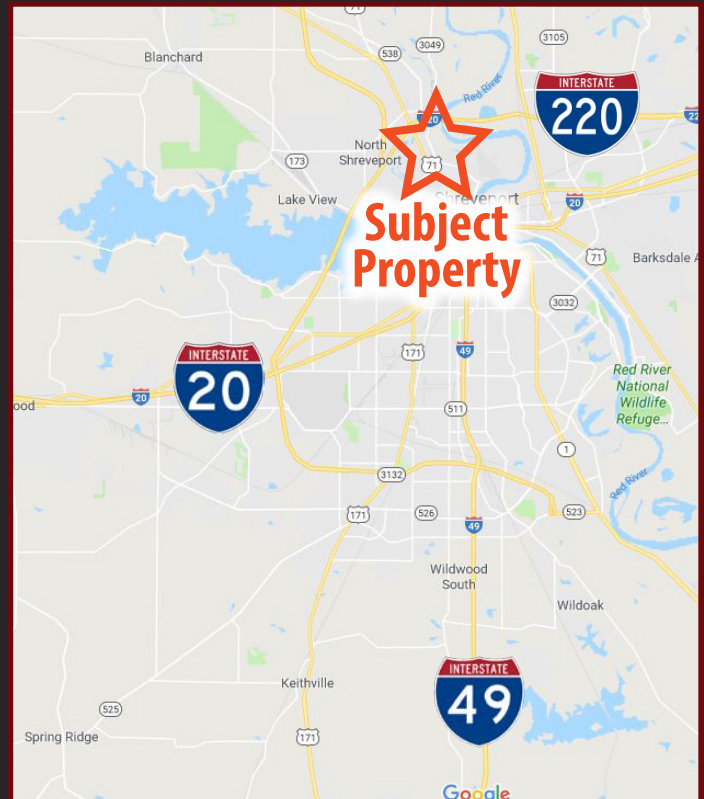 71
3105
3049
538
Blanchard
Red River
INTERSTATE
220
20
22
North
Shreveport
173
71
Lake View
Shreveport
20
Subject
Property
71
Barksdale A
3032
INTERSTATE
20
171
49
Red River
National
Wildlife
Refuge...
20
ood
511
1
3132
Red River
171
526
523
49
Wildwood
South
Wildoak
INTERSTATE
49
Keithville
525
Spring Ridge
171
Google